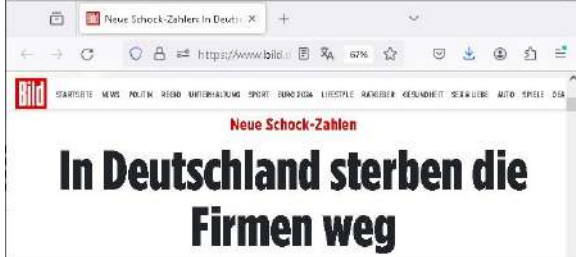 Neue Schock-Zahlen: In Deutsc
https://www.bild.d 67%
Bild STARTSEITE NEWS POLITIK REGIO UNTERHALTUNG SPORT EURO 2024 LIFESTYLE RATGEBER GESUNDHEIT SEX & LIEBE AUTO SPIELE DEA
Neue Schock-Zahlen
In Deutschland sterben die
Firmen weg